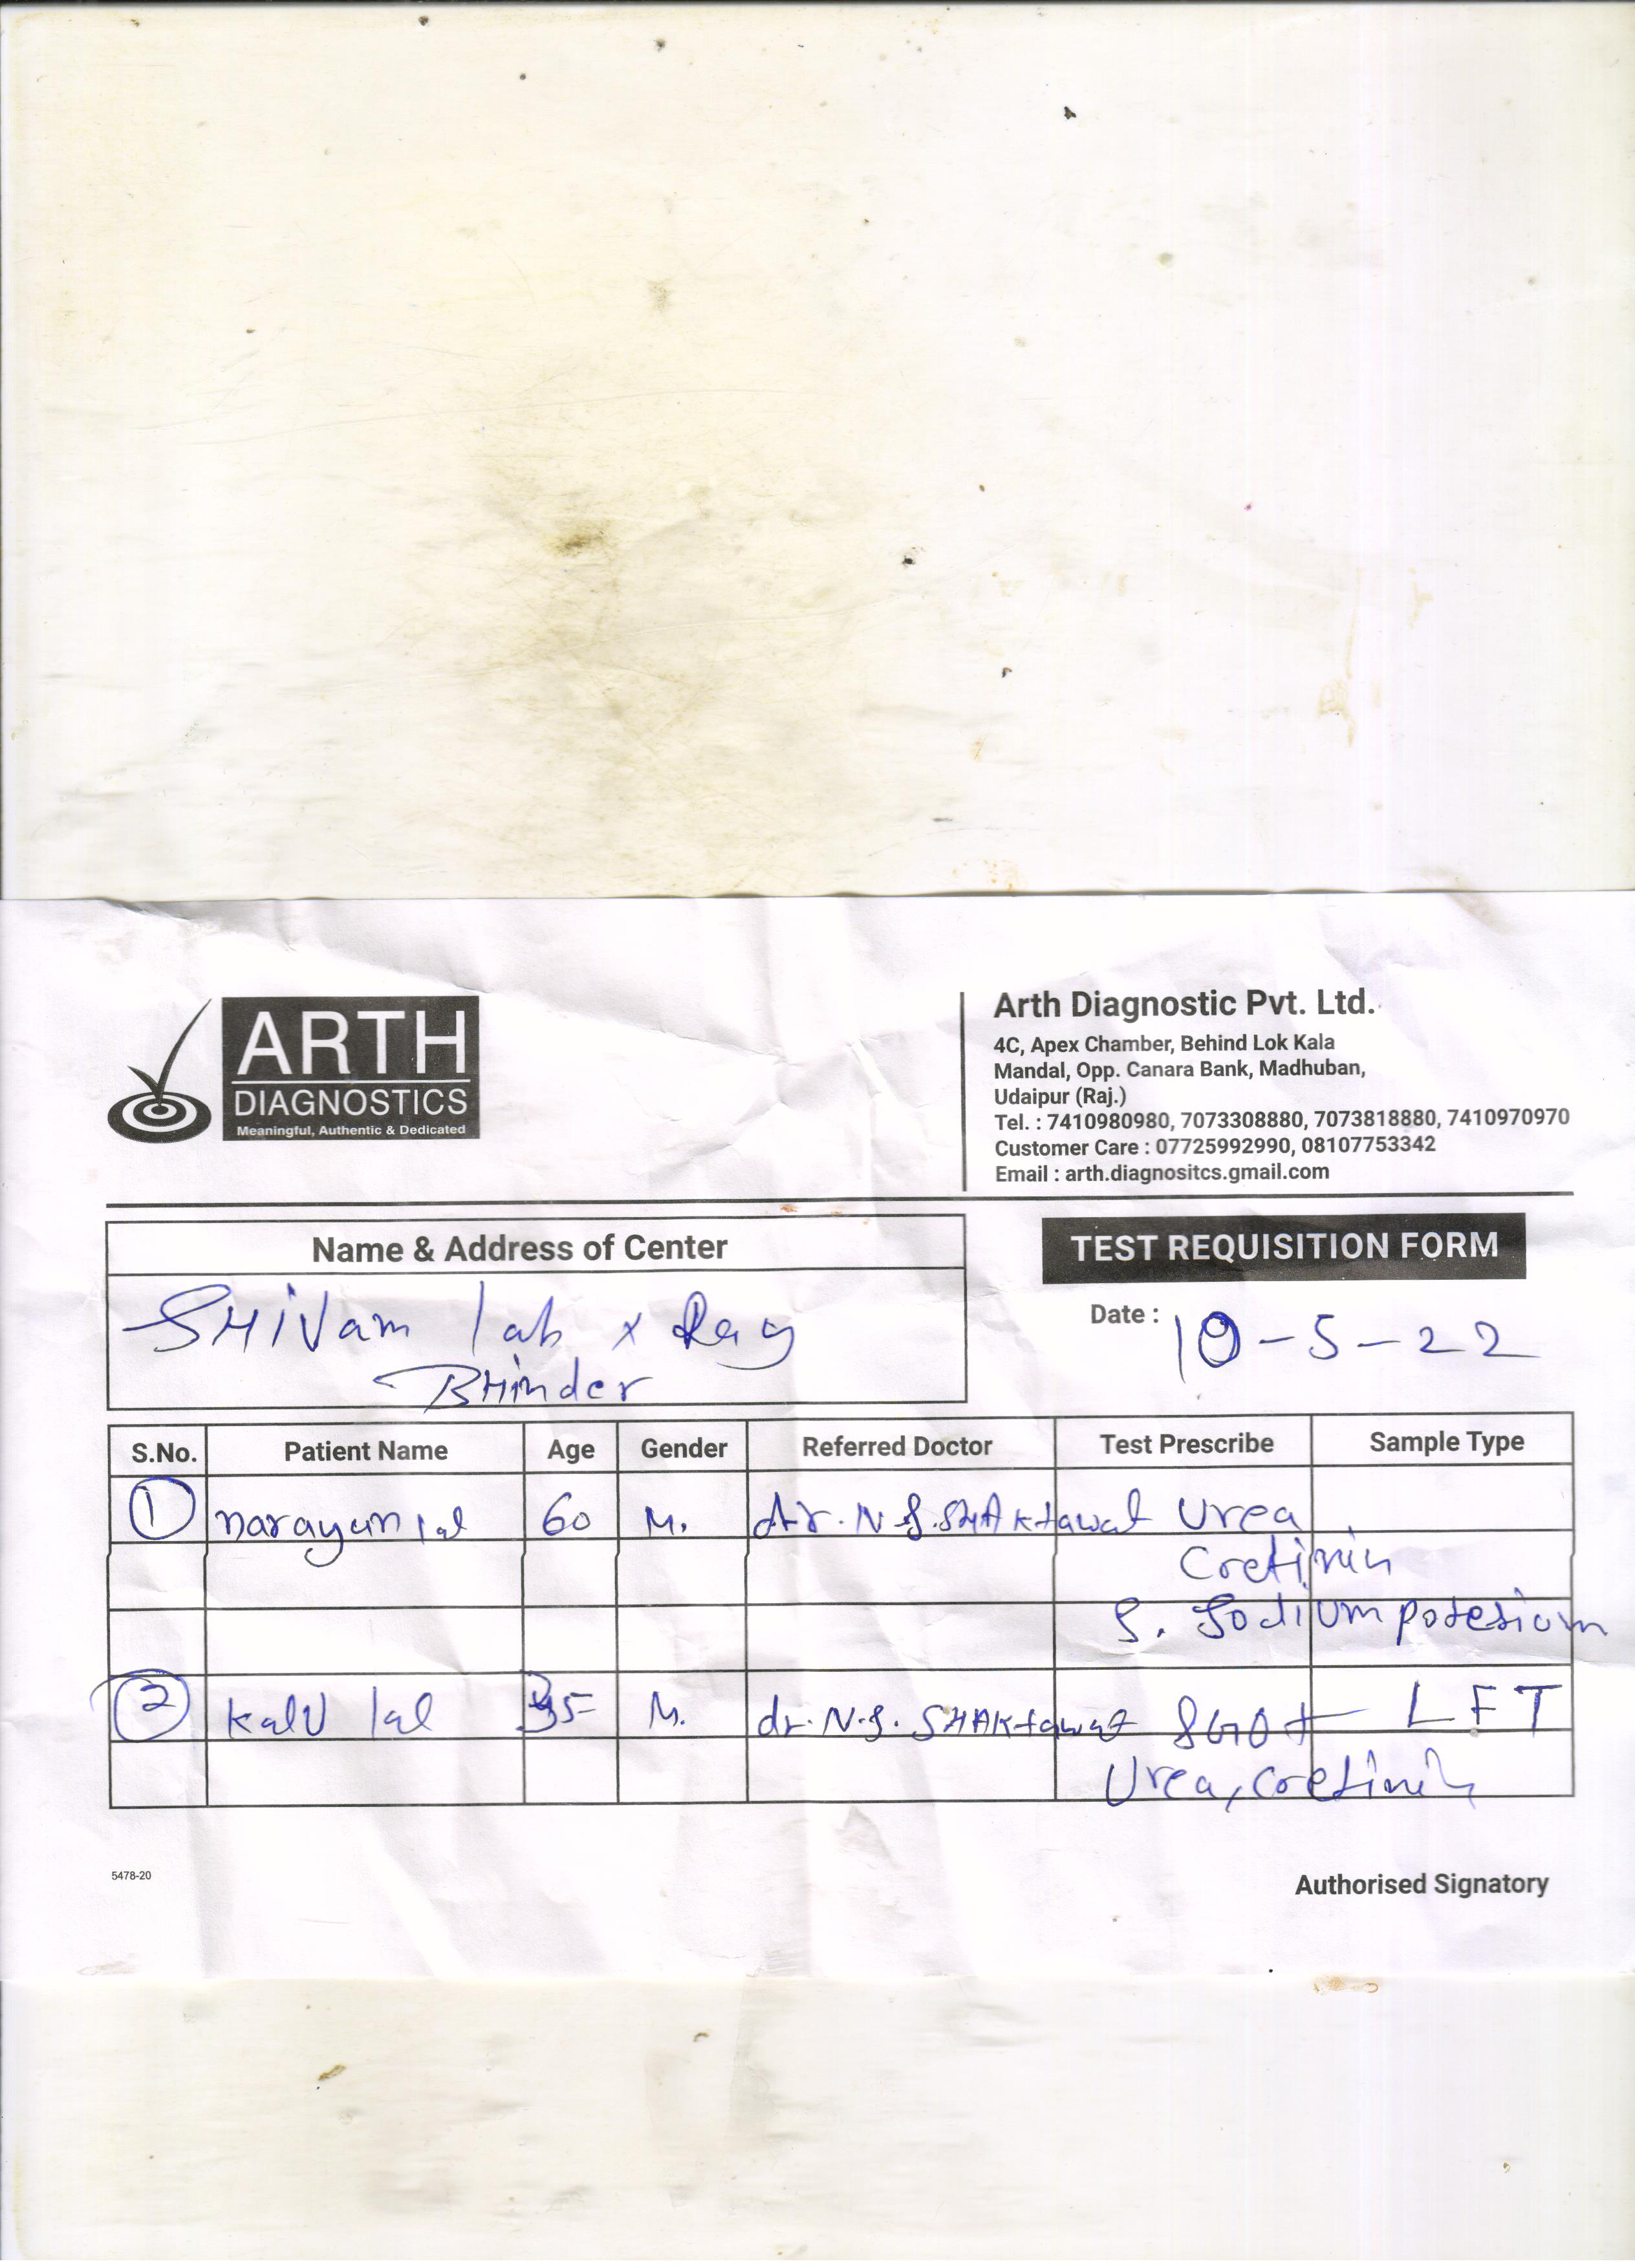 ARTH
DIAGNOSTICS
Meaningful, Authentic & Dedicated
Arth Diagnostic Pvt. Ltd.
4C, Apex Chamber, Behind Lok Kala
Mandal, Opp. Canara Bank, Madhuban,
Udaipur (Raj.)
Tel. : 7410980980, 7073308880, 7073818880, 7410970970
Customer Care : 07725992990, 08107753342
Email : arth.diagnositcs.gmail.com
Name & Address of Center
SHiVam lab x Ray
BHinder
TEST REQUISITION FORM
Date : 10-5-22
S.No. Patient Name Age Gender Referred Doctor Test Prescribe Sample Type
1 narayan lal 60 M. dr. N.S. SHAktawat Urea
Cretinin
S. Sodium potesium
2 kalU lal 35 M. dr. N.S. SHAKtawat SGOt LFT
Urea, Cretinin
5478-20
Authorised Signatory